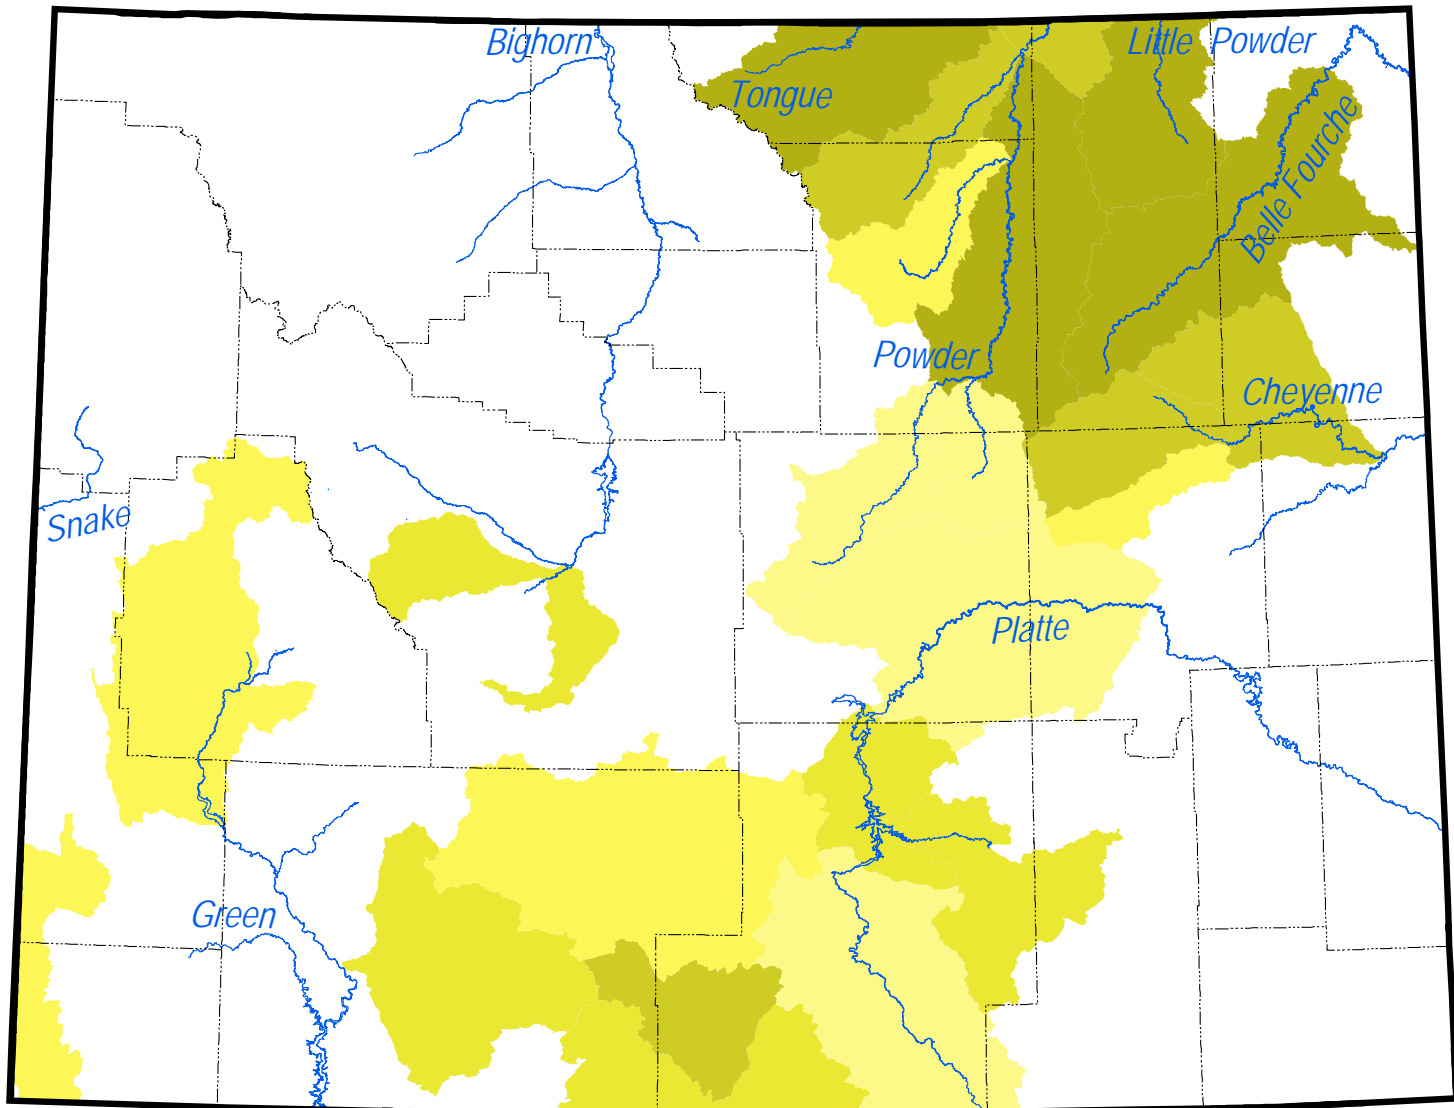 Bighorn
Little Powder
Tongue
Belle Fourche
Powder
Cheyenne
Snake
Platte
Green